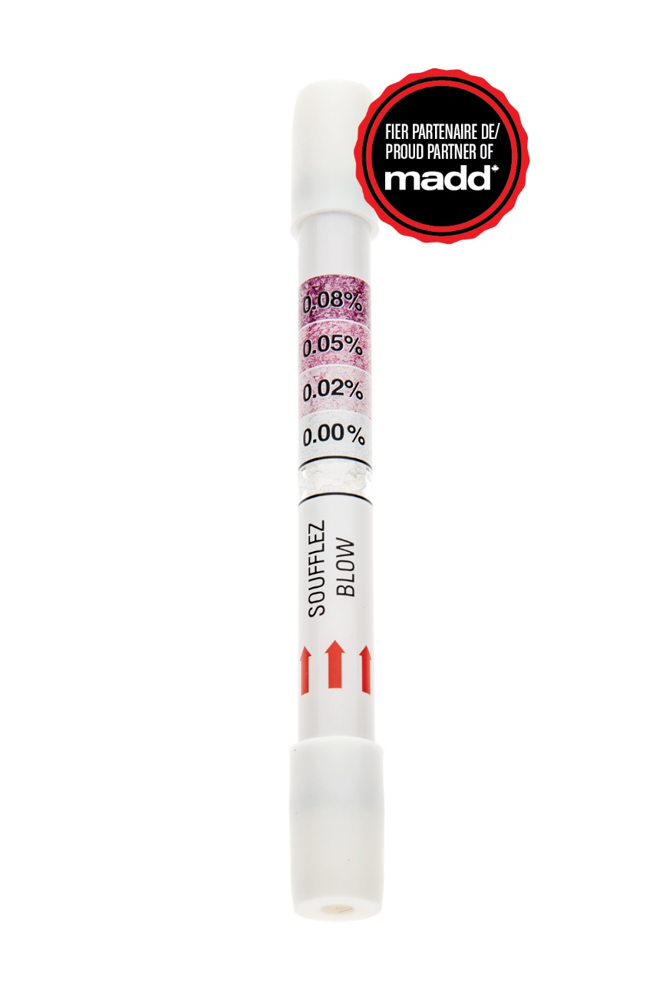 FIER PARTENAIRE DE/
PROUD PARTNER OF
madd
0.08%
0.05%
0.02%
0.00%
SOUFFLEZ
BLOW